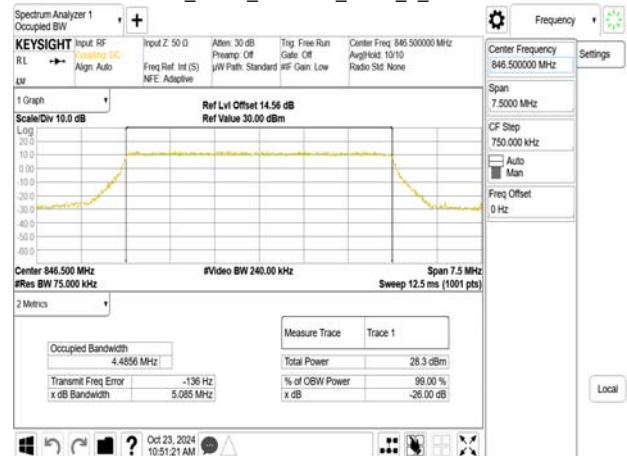 Spectrum Analyzer 1
Occupied BW
Frequency
KEYSIGHT
RL
Input: RF
Coupling: DC
Align: Auto
Input Z: 50 Ω
Freq Ref: Int (S)
NFE: Adaptive
Atten: 30 dB
Preamp: Off
µW Path: Standard
Trig: Free Run
Gate: Off
#IF Gain: Low
Center Freq: 846.500000 MHz
Avg|Hold: 10/10
Radio Std: None
Center Frequency
846.500000 MHz
Settings
Span
7.5000 MHz
CF Step
750.000 kHz
Auto
Man
Freq Offset
0 Hz
Local
1 Graph
Scale/Div 10.0 dB
Ref Lvl Offset 14.56 dB
Ref Value 30.00 dBm
Log
20.0
10.0
0.00
-10.0
-20.0
-30.0
-40.0
-50.0
-60.0
Center 846.500 MHz
#Video BW 240.00 kHz
Span 7.5 MHz
#Res BW 75.000 kHz
Sweep 12.5 ms (1001 pts)
2 Metrics
Measure Trace
Trace 1
Occupied Bandwidth
4.4856 MHz
Total Power
28.3 dBm
Transmit Freq Error
-136 Hz
% of OBW Power
99.00 %
x dB Bandwidth
5.085 MHz
x dB
-26.00 dB
?
Oct 23, 2024
10:51:21 AM